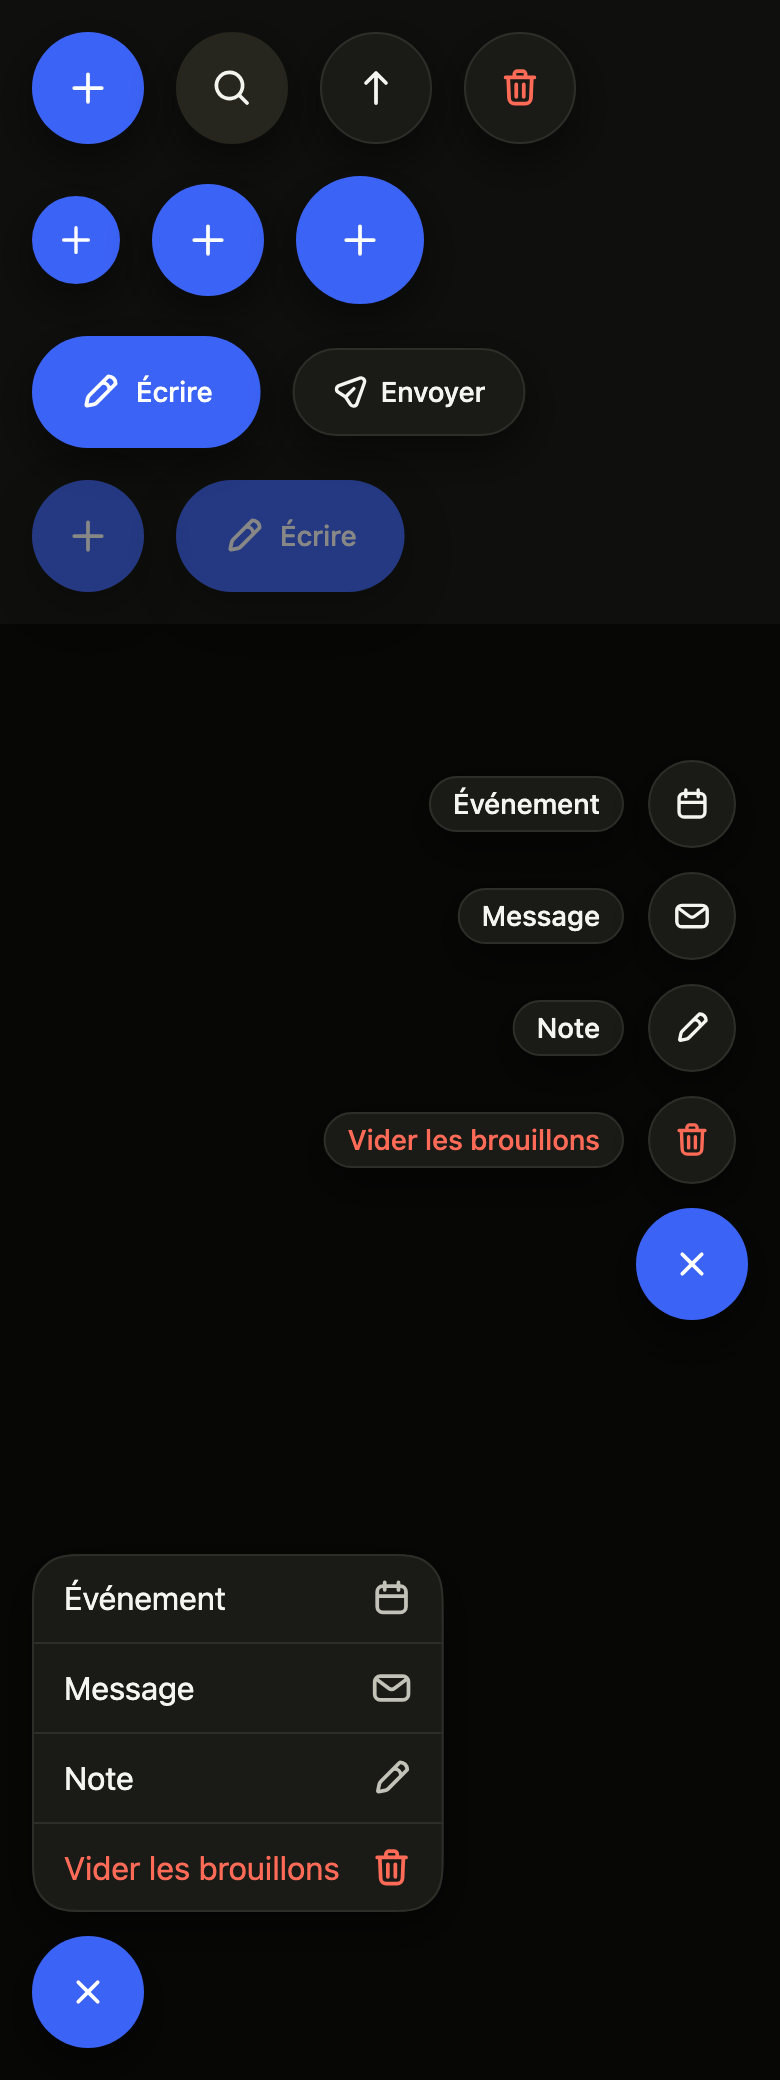 Écrire
Envoyer
Écrire
Événement
Message
Note
Vider les brouillons
Événement
Message
Note
Vider les brouillons